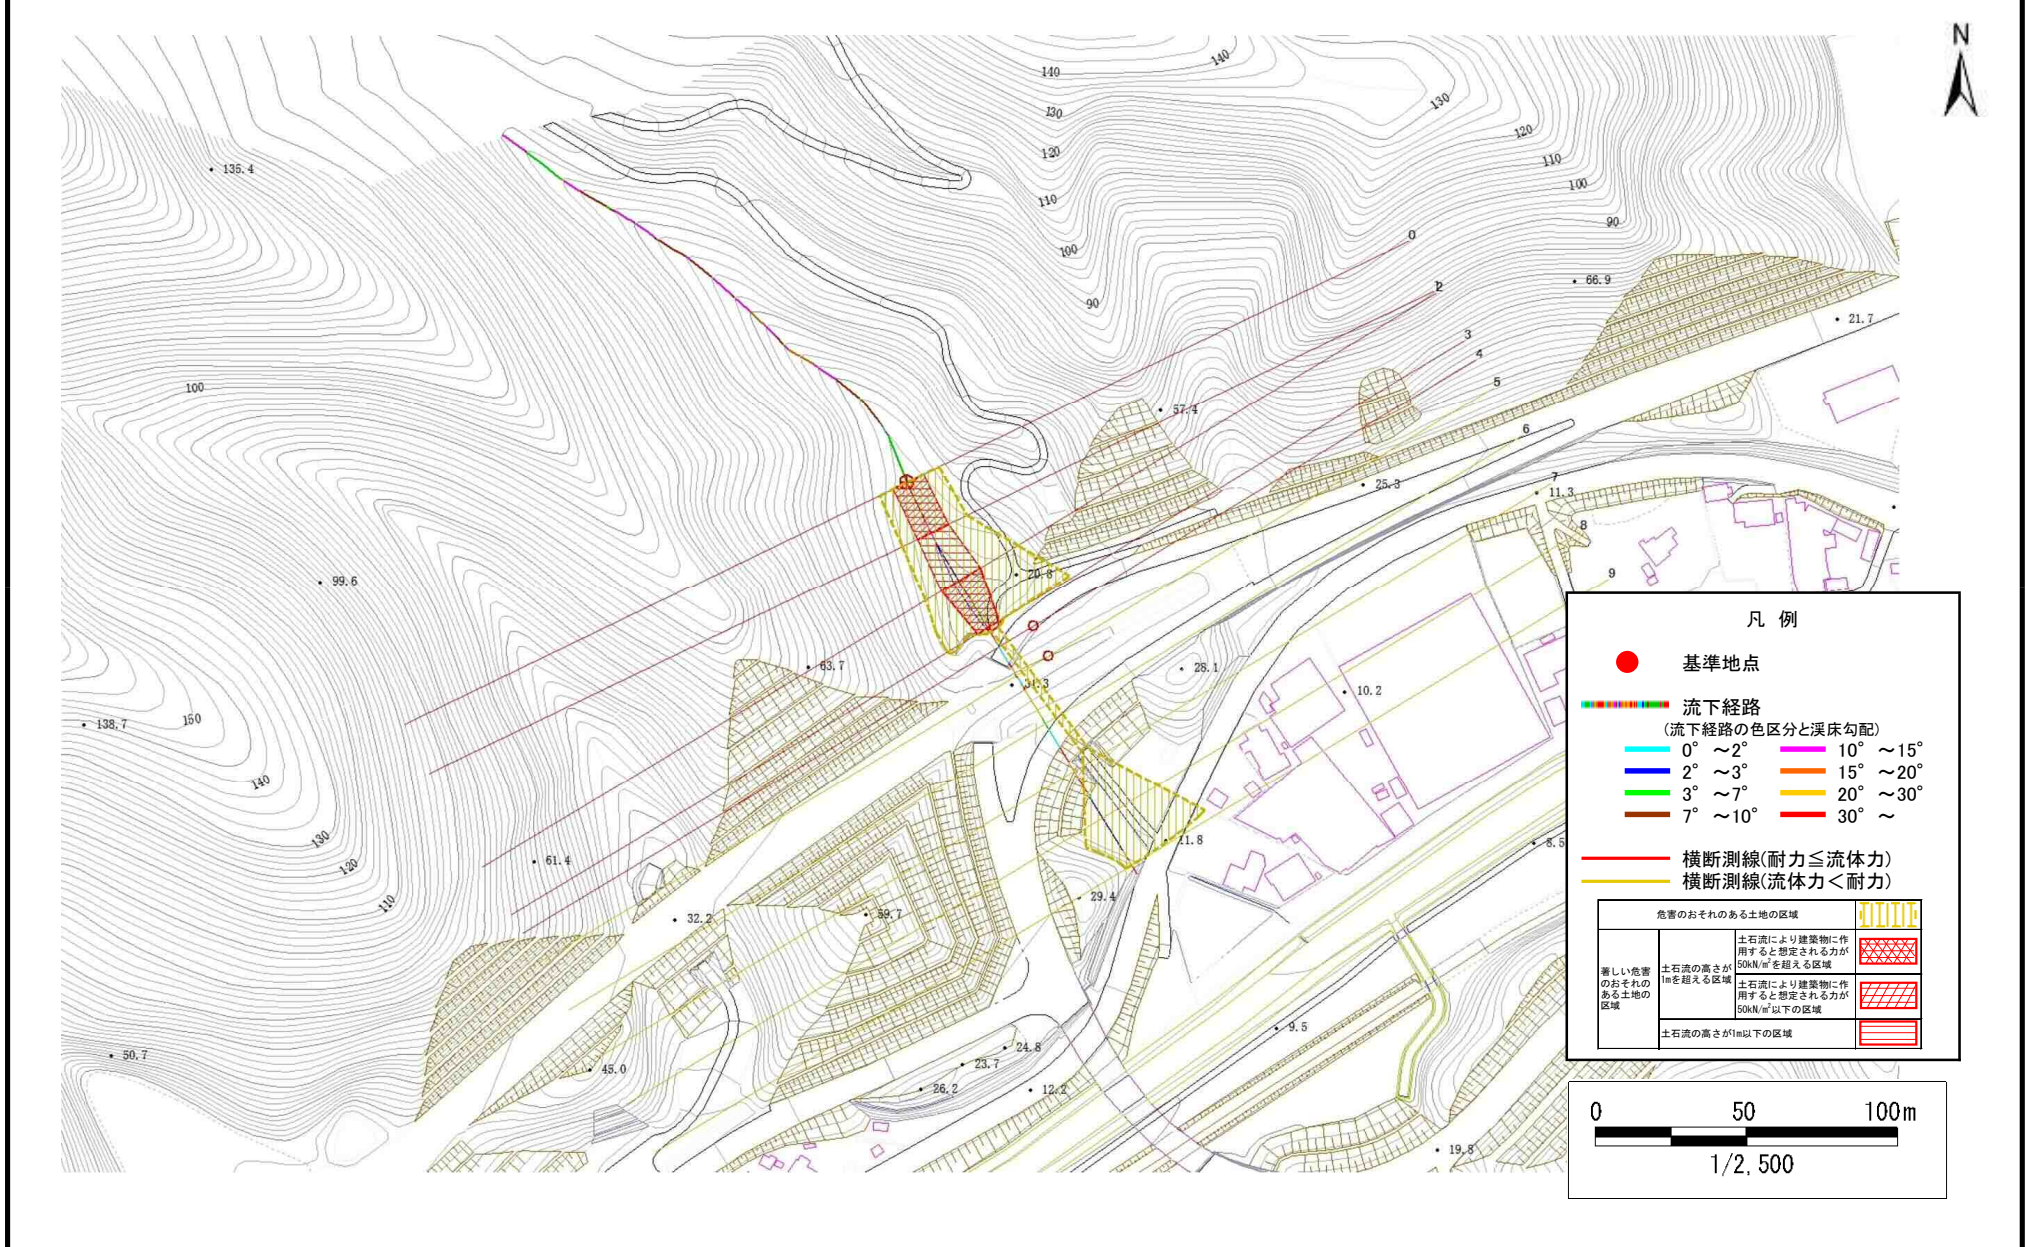 N
140
140
130
130
120
120
110
110
100
100
90
90
135.4
0
12
3
4
5
6
7
8
9
66.9
21.7
100
57.4
25.3
11.3
99.6
20.8
63.7
28.1
10.2
138.7
150
140
130
120
110
61.4
32.2
59.7
29.4
11.8
8.5
50.7
45.0
24.8
23.7
26.2
12.2
9.5
19.8
凡 例
基準地点
流下経路
(流下経路の色区分と渓床勾配)
0° ～2° 10° ～15°
2° ～3° 15° ～20°
3° ～7° 20° ～30°
7° ～10° 30° ～
横断測線(耐力≦流体力)
横断測線(流体力＜耐力)
危害のおそれのある土地の区域
著しい危害
のおそれの
ある土地の
区域
土石流の高さが
1mを超える区域
土石流により建築物に作
用すると想定される力が
50kN/㎡を超える区域
土石流により建築物に作
用すると想定される力が
50kN/㎡以下の区域
土石流の高さが1m以下の区域
0 50 100m
1/2,500